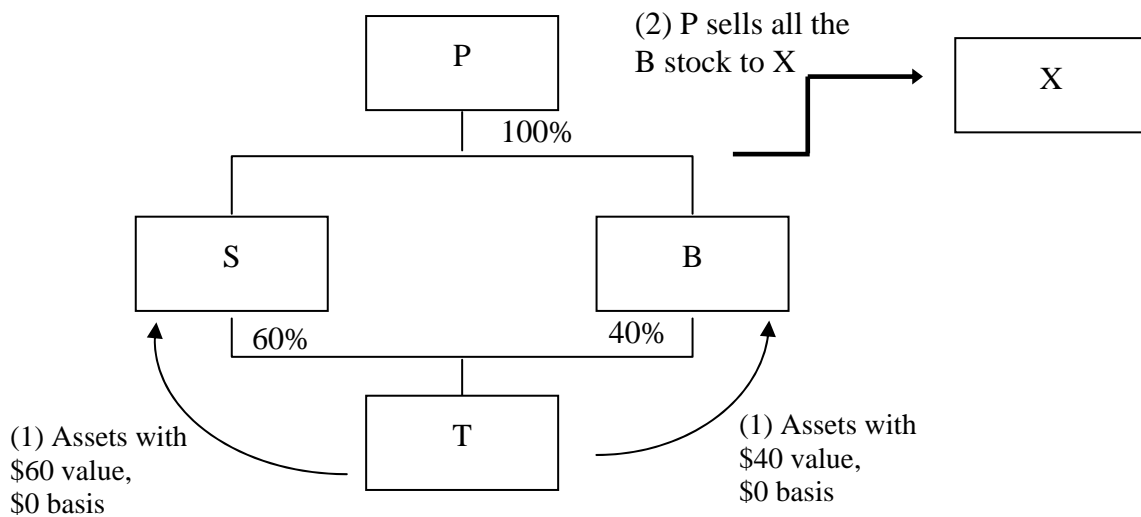 (2) P sells all the
B stock to X
P
X
100%
S
B
60%
40%
T
(1) Assets with
$60 value,
$0 basis
(1) Assets with
$40 value,
$0 basis